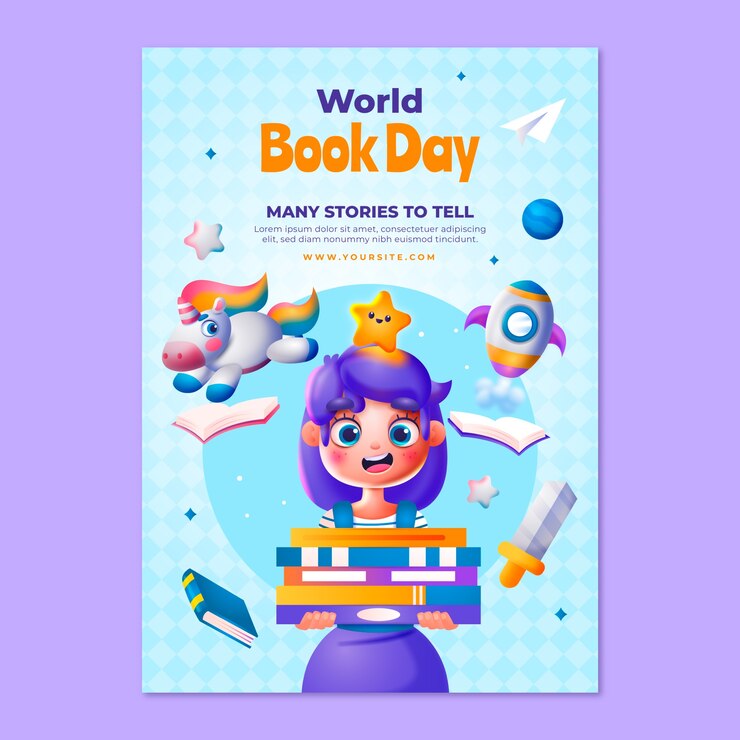 World
Book Day
MANY STORIES TO TELL
Lorem ipsum dolor sit amet, consectetuer adipiscing
elit, sed diam nonummy nibh euismod tincidunt.
WWW.YOURSITE.COM